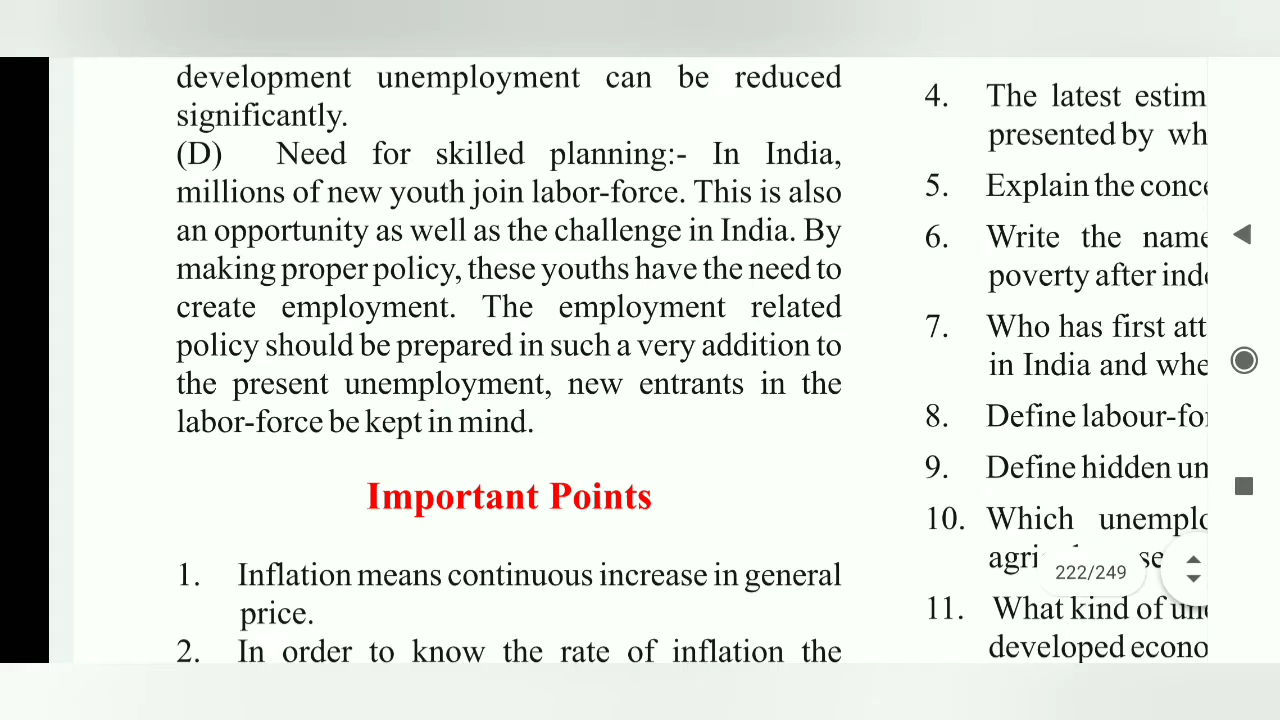 development unemployment can be reduced
significantly.
(D) Need for skilled planning:- In India,
millions of new youth join labor-force. This is also
an opportunity as well as the challenge in India. By
making proper policy, these youths have the need to
create employment. The employment related
policy should be prepared in such a very addition to
the present unemployment, new entrants in the
labor-force be kept in mind.
Important Points
1. Inflation means continuous increase in general
price.
2. In order to know the rate of inflation the
4. The latest estim
presented by wh
5. Explain the conce
6. Write the name
poverty after inde
7. Who has first att
in India and whe
8. Define labour-for
9. Define hidden un
10. Which unemplo
agri se
222/249
11. What kind of une
developed econo